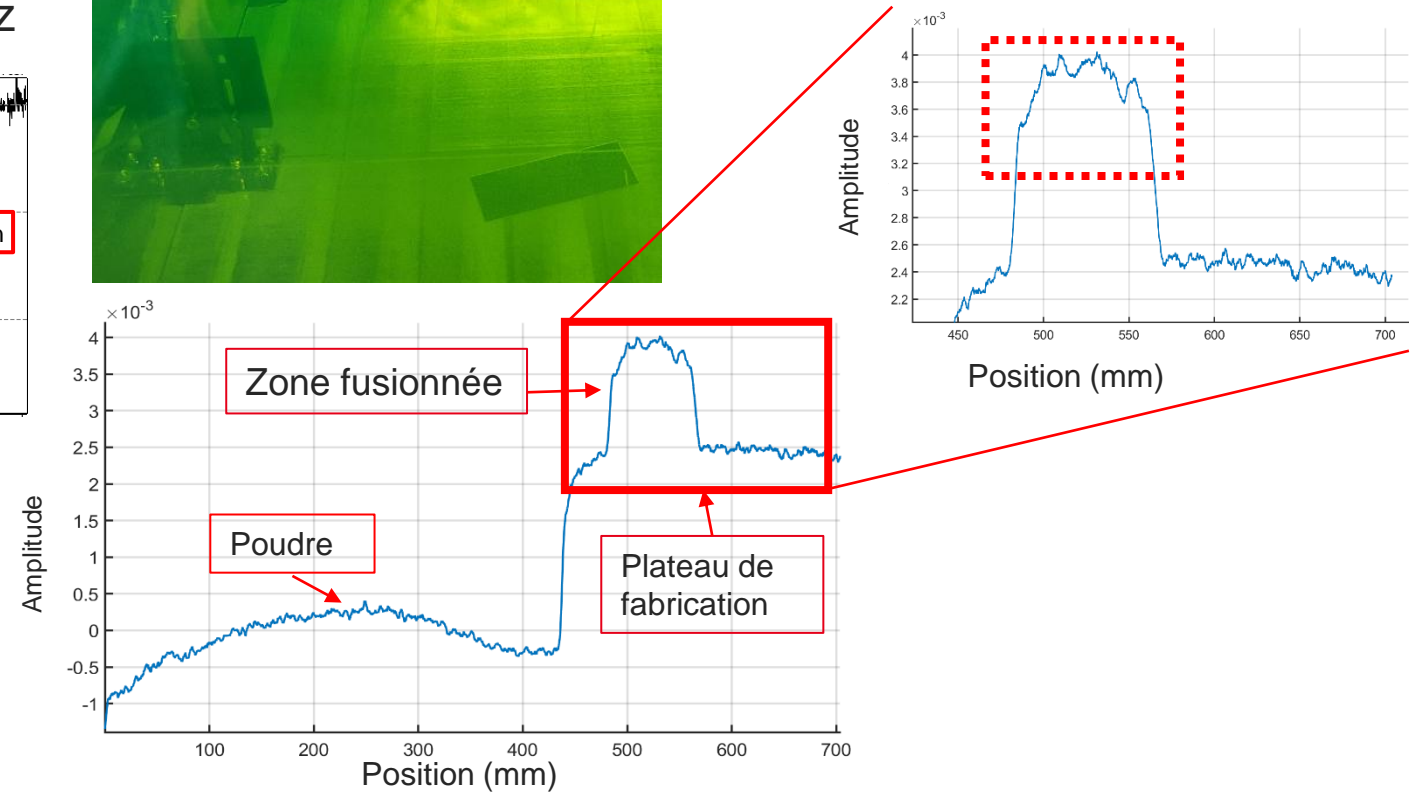 z
n
×10⁻³
4
3.8
3.6
3.4
3.2
3
2.8
2.6
2.4
2.2
Amplitude
450 500 550 600 650 700
Position (mm)
×10⁻³
4
3.5
3
2.5
2
1.5
1
0.5
0
-0.5
-1
Amplitude
Zone fusionnée
Poudre
Plateau de
fabrication
100 200 300 400 500 600 700
Position (mm)